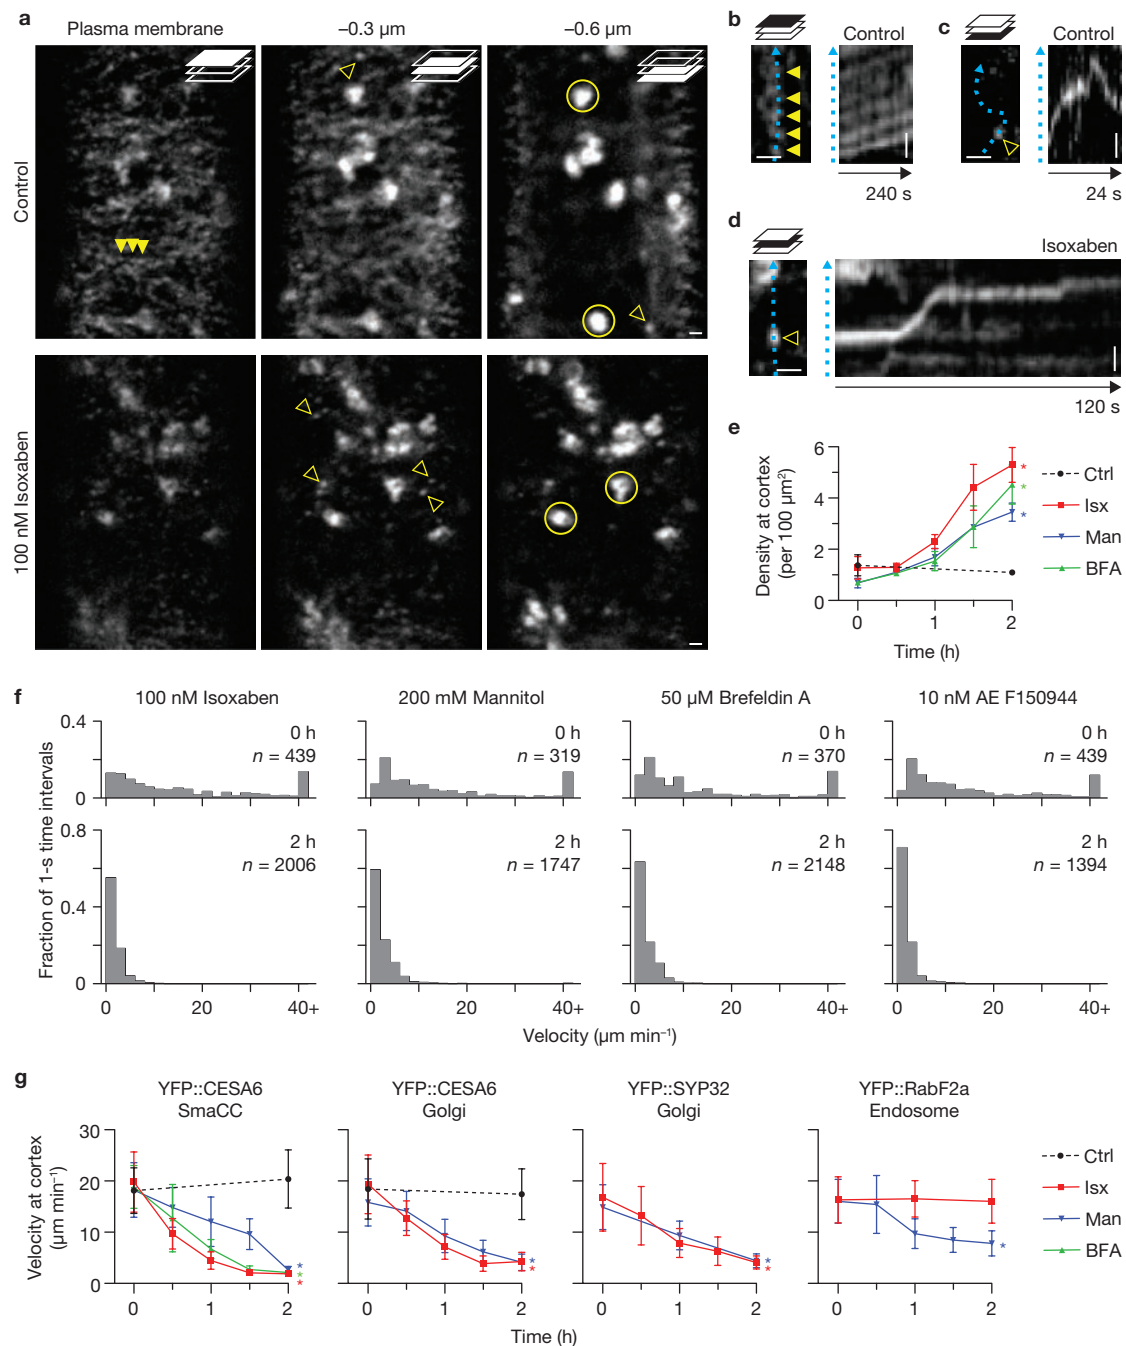 a
Plasma membrane
–0.3 µm
–0.6 µm
Control
100 nM Isoxaben
b
Control
240 s
c
Control
24 s
d
Isoxaben
120 s
e
Density at cortex
(per 100 µm²)
6
4
2
0
0
1
2
Time (h)
*
*
*
Ctrl
Isx
Man
BFA
f
100 nM Isoxaben
200 mM Mannitol
50 µM Brefeldin A
10 nM AE F150944
Fraction of 1-s time intervals
0.4
0
0 h
n = 439
0 h
n = 319
0 h
n = 370
0 h
n = 439
0.8
0.4
0
2 h
n = 2006
2 h
n = 1747
2 h
n = 2148
2 h
n = 1394
0 20 40+
0 20 40+
0 20 40+
0 20 40+
Velocity (µm min⁻¹)
g
YFP::CESA6
SmaCC
YFP::CESA6
Golgi
YFP::SYP32
Golgi
YFP::RabF2a
Endosome
Velocity at cortex
(µm min⁻¹)
30
20
10
0
*
*
*
*
*
*
*
*
0 1 2
0 1 2
0 1 2
0 1 2
Time (h)
Ctrl
Isx
Man
BFA